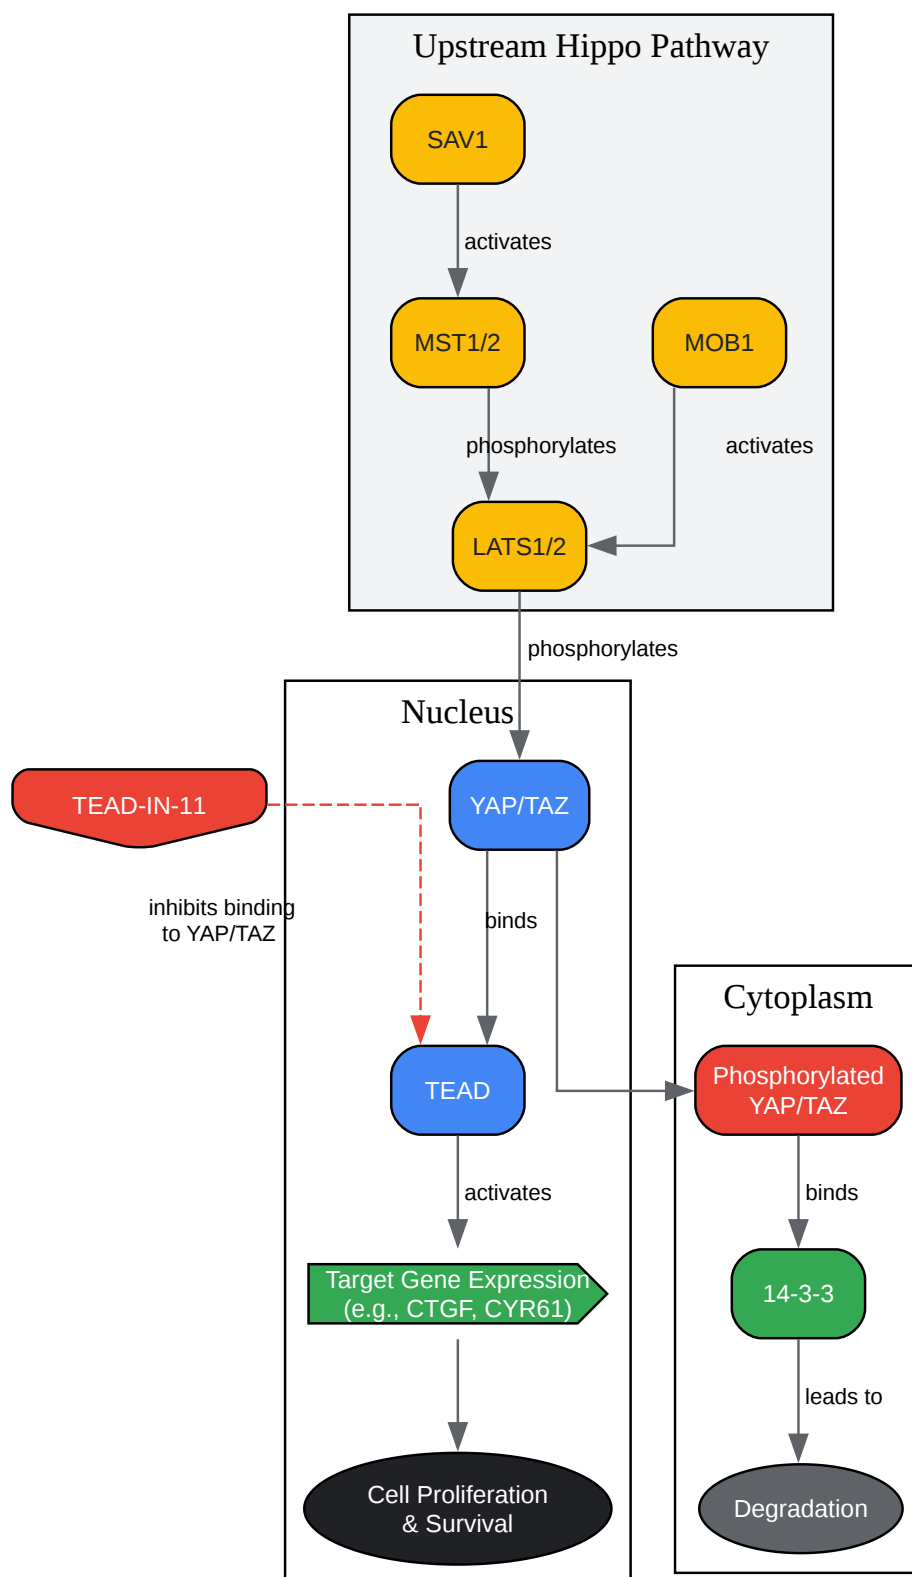 Upstream Hippo Pathway
SAV1
activates
MST1/2
MOB1
phosphorylates
activates
LATS1/2
phosphorylates
Nucleus
TEAD-IN-11
YAP/TAZ
inhibits binding
to YAP/TAZ
binds
Cytoplasm
TEAD
Phosphorylated
YAP/TAZ
activates
binds
Target Gene Expression
(e.g., CTGF, CYR61)
14-3-3
leads to
Cell Proliferation
& Survival
Degradation